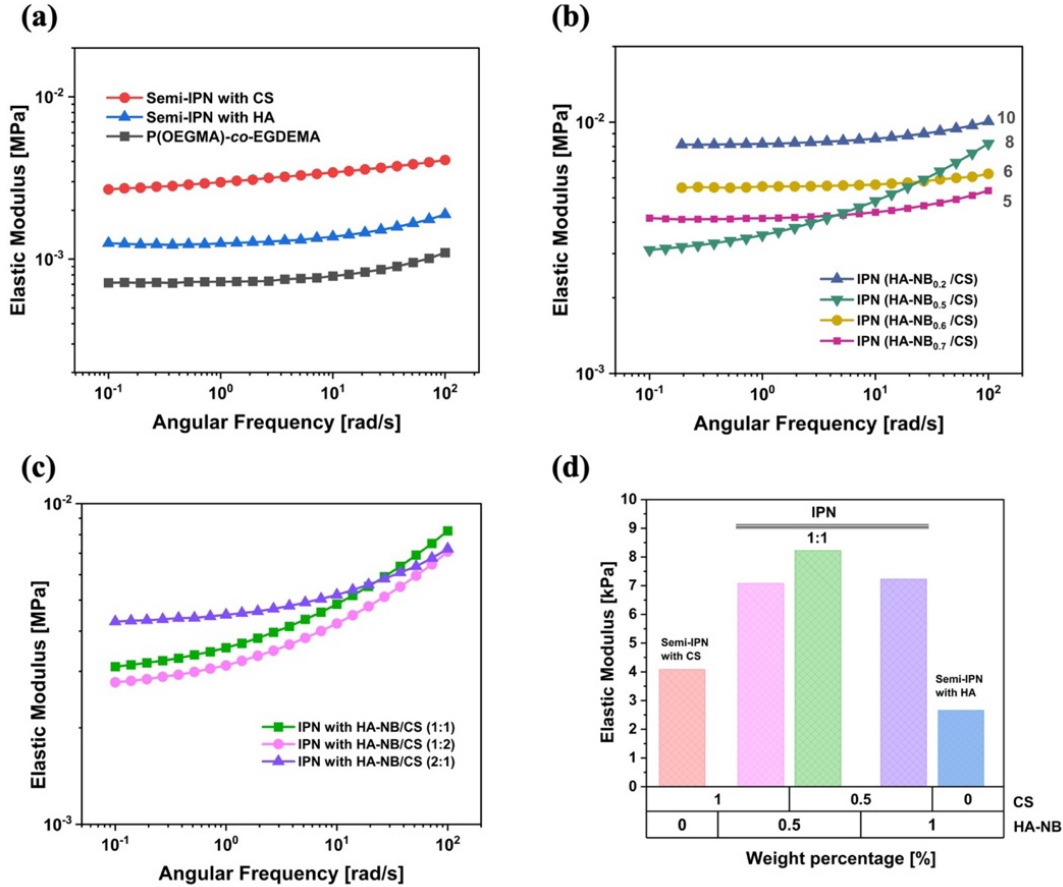 (a)
Elastic Modulus [MPa]
10⁻²
10⁻³
Semi-IPN with CS
Semi-IPN with HA
P(OEGMA)-co-EGDEMA
10⁻¹ 10⁰ 10¹ 10²
Angular Frequency [rad/s]
(b)
Elastic Modulus [MPa]
10⁻²
10⁻³
10
8
6
5
IPN (HA-NB₀.₂ /CS)
IPN (HA-NB₀.₅ /CS)
IPN (HA-NB₀.₆ /CS)
IPN (HA-NB₀.₇ /CS)
10⁻¹ 10⁰ 10¹ 10²
Angular Frequency [rad/s]
(c)
Elastic Modulus [MPa]
10⁻²
10⁻³
IPN with HA-NB/CS (1:1)
IPN with HA-NB/CS (1:2)
IPN with HA-NB/CS (2:1)
10⁻¹ 10⁰ 10¹ 10²
Angular Frequency [rad/s]
(d)
Elastic Modulus [kPa]
10
9
8
7
6
5
4
3
2
1
0
IPN
1:1
Semi-IPN
with CS
Semi-IPN
with HA
1 0.5 0 CS
0 0.5 1 HA-NB
Weight percentage [%]